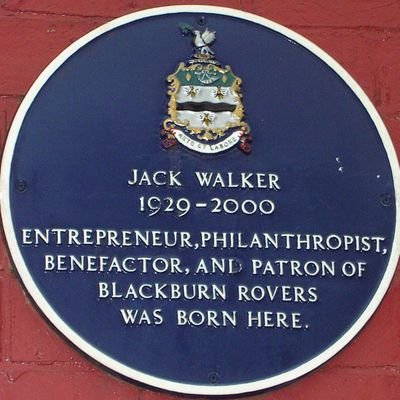 ARTE ET LABORE
JACK WALKER
1929-2000
ENTREPRENEUR, PHILANTHROPIST,
BENEFACTOR, AND PATRON OF
BLACKBURN ROVERS
WAS BORN HERE.